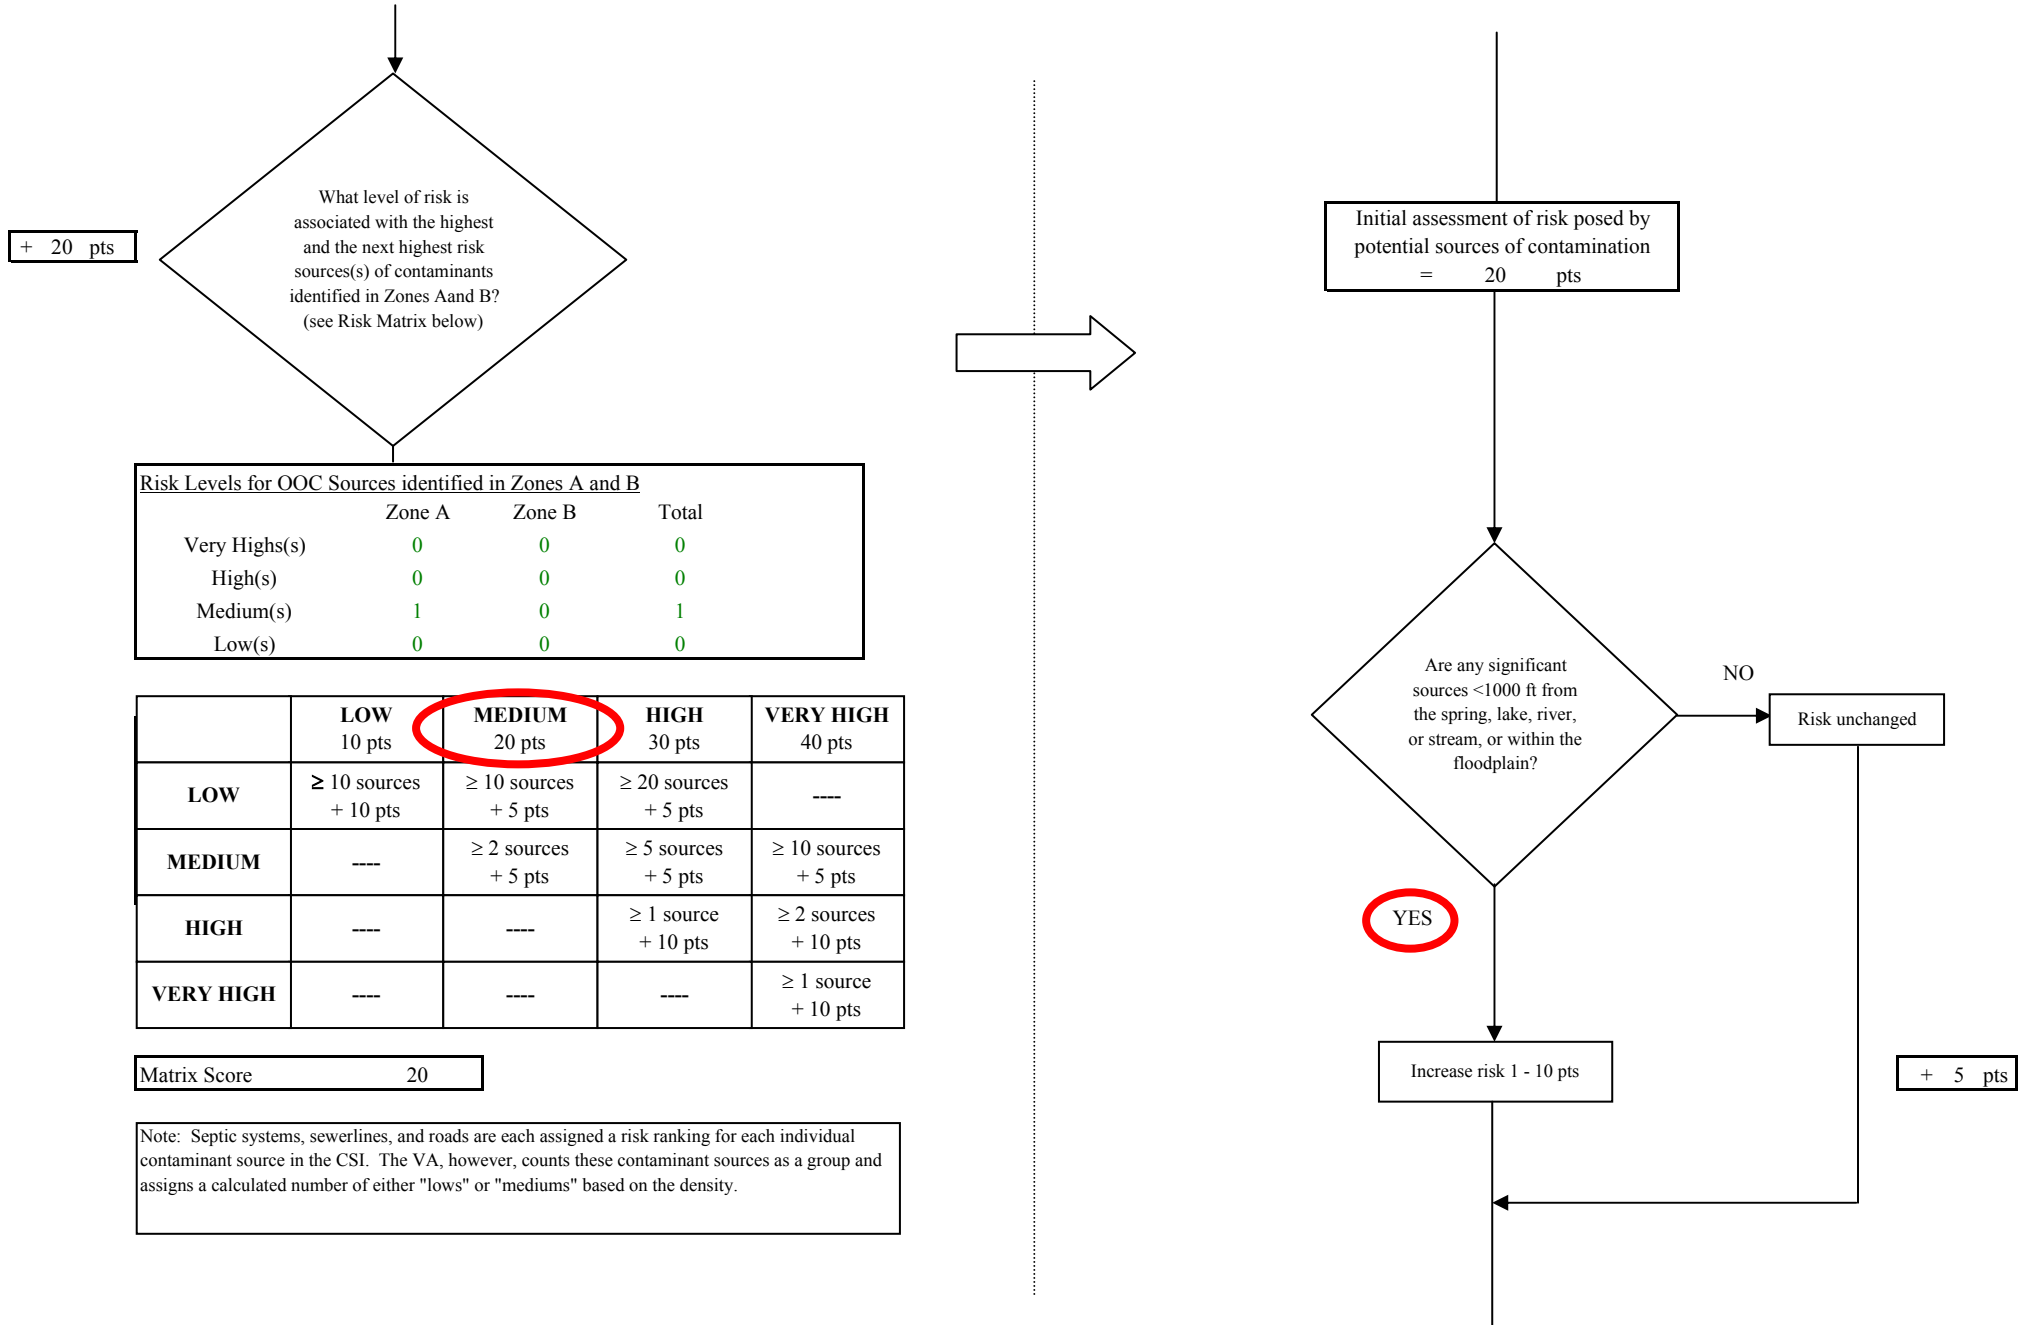 What level of risk is
associated with the highest
and the next highest risk
sources(s) of contaminants
identified in Zones Aand B?
(see Risk Matrix below)
+ 20 pts
Risk Levels for OOC Sources identified in Zones A and B
Zone A Zone B Total
Very Highs(s) 0 0 0
High(s) 0 0 0
Medium(s) 1 0 1
Low(s) 0 0 0
LOW MEDIUM HIGH VERY HIGH
10 pts 20 pts 30 pts 40 pts
LOW ≥ 10 sources ≥ 10 sources ≥ 20 sources ----
+ 10 pts + 5 pts + 5 pts
MEDIUM ---- ≥ 2 sources ≥ 5 sources ≥ 10 sources
+ 5 pts + 5 pts + 5 pts
HIGH ---- ---- ≥ 1 source ≥ 2 sources
+ 10 pts + 10 pts
VERY HIGH ---- ---- ---- ≥ 1 source
+ 10 pts
Matrix Score 20
Note: Septic systems, sewerlines, and roads are each assigned a risk ranking for each individual
contaminant source in the CSI. The VA, however, counts these contaminant sources as a group and
assigns a calculated number of either "lows" or "mediums" based on the density.
Initial assessment of risk posed by
potential sources of contamination
= 20 pts
Are any significant
sources <1000 ft from
the spring, lake, river,
or stream, or within the
floodplain?
NO
Risk unchanged
YES
Increase risk 1 - 10 pts
+ 5 pts